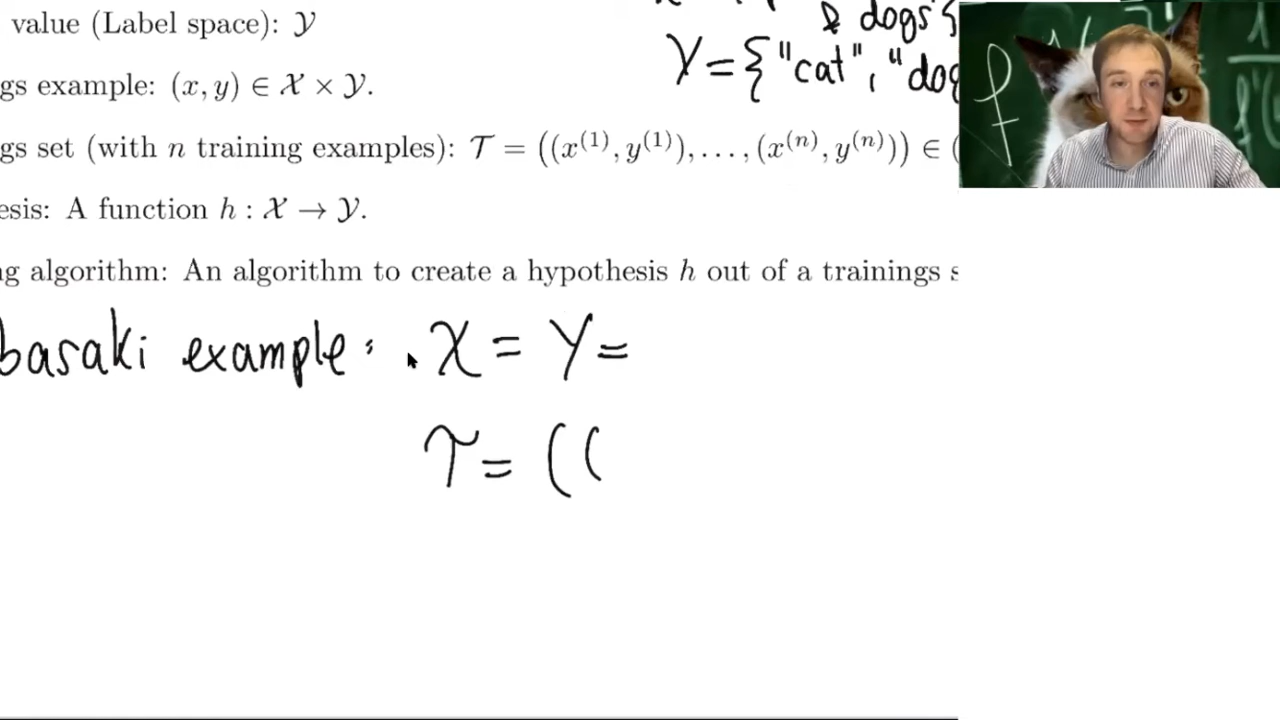 & dogs}
value (Label space): 𝒴
Y = {"cat", "dog
gs example: (x, y) ∈ 𝒳 × 𝒴.
gs set (with n training examples): 𝒯 = ((x⁽¹⁾, y⁽¹⁾), …, (x⁽ⁿ⁾, y⁽ⁿ⁾)) ∈ (
esis: A function h : 𝒳 → 𝒴.
ng algorithm: An algorithm to create a hypothesis h out of a trainings s
basaki example: . 𝒳 = Y =
𝒯 = ( (